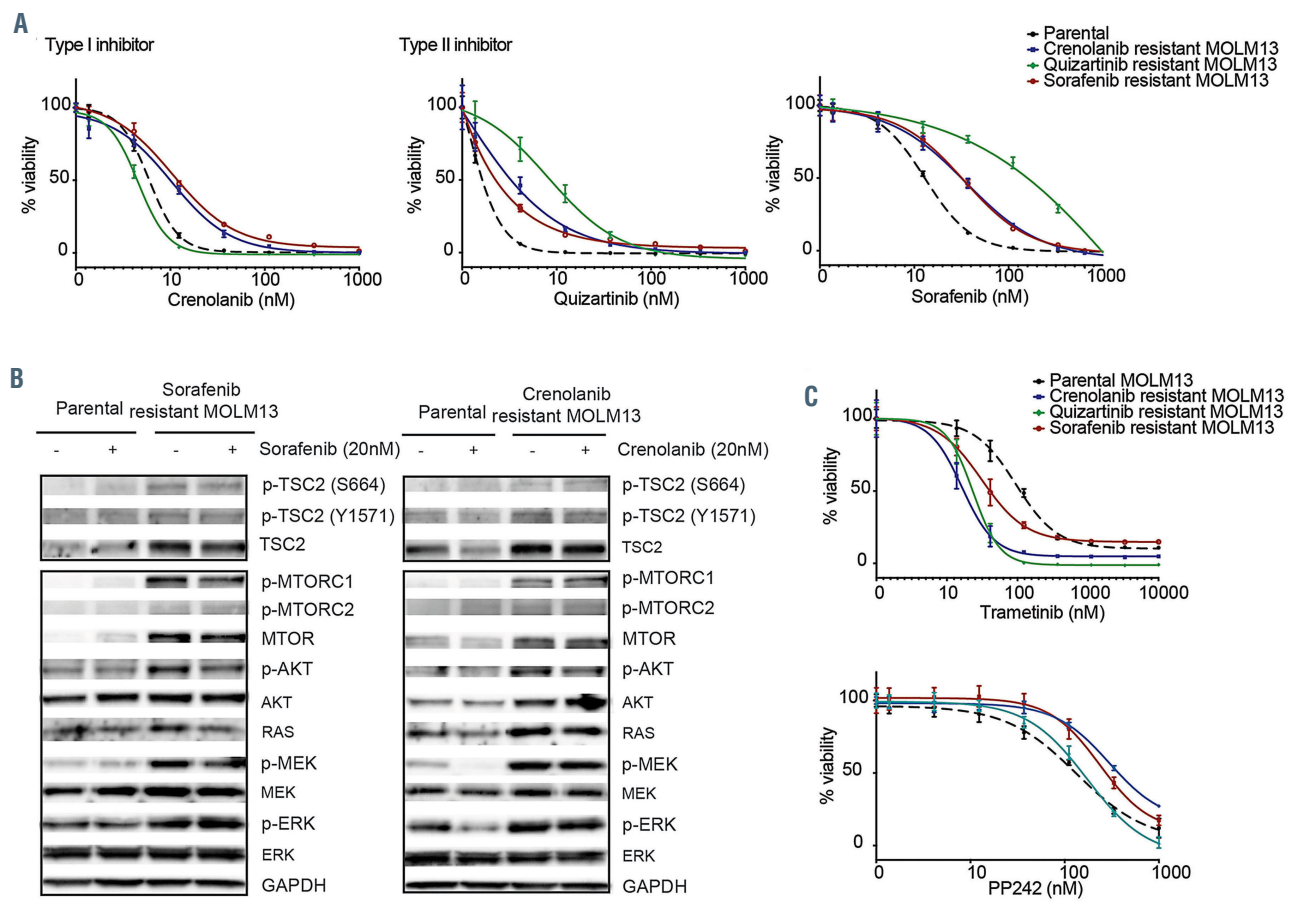 A
Type I inhibitor
Type II inhibitor
Parental
Crenolanib resistant MOLM13
Quizartinib resistant MOLM13
Sorafenib resistant MOLM13
% viability
100
50
0
0 10 100 1000
Crenolanib (nM)
% viability
100
50
0
0 10 100 1000
Quizartinib (nM)
% viability
100
50
0
0 10 100 1000
Sorafenib (nM)
B
Parental
Sorafenib
resistant MOLM13
- + - + Sorafenib (20nM)
p-TSC2 (S664)
p-TSC2 (Y1571)
TSC2
p-MTORC1
p-MTORC2
MTOR
p-AKT
AKT
RAS
p-MEK
MEK
p-ERK
ERK
GAPDH
Parental
Crenolanib
resistant MOLM13
- + - + Crenolanib (20nM)
p-TSC2 (S664)
p-TSC2 (Y1571)
TSC2
p-MTORC1
p-MTORC2
MTOR
p-AKT
AKT
RAS
p-MEK
MEK
p-ERK
ERK
GAPDH
C
Parental MOLM13
Crenolanib resistant MOLM13
Quizartinib resistant MOLM13
Sorafenib resistant MOLM13
% viability
100
50
0
0 10 100 1000 10000
Trametinib (nM)
% viability
100
50
0
0 10 100 1000
PP242 (nM)